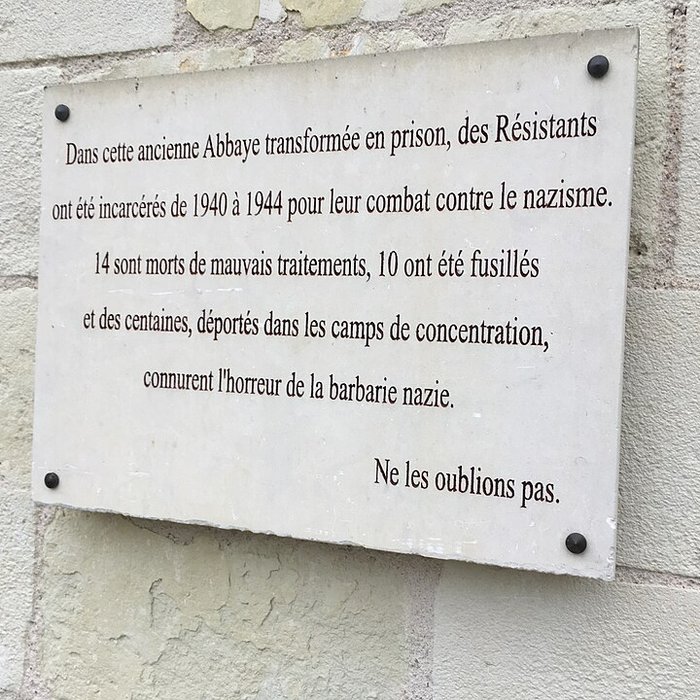 Dans cette ancienne Abbaye transformée en prison, des Résistants
ont été incarcérés de 1940 à 1944 pour leur combat contre le nazisme.
14 sont morts de mauvais traitements, 10 ont été fusillés
et des centaines, déportés dans les camps de concentration,
connurent l'horreur de la barbarie nazie.
Ne les oublions pas.